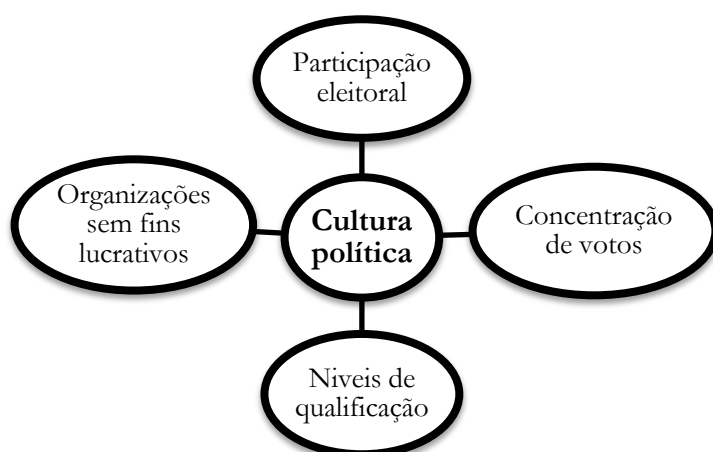 Participação
eleitoral
Organizações
sem fins
lucrativos
Cultura
política
Concentração
de votos
Niveis de
qualificação